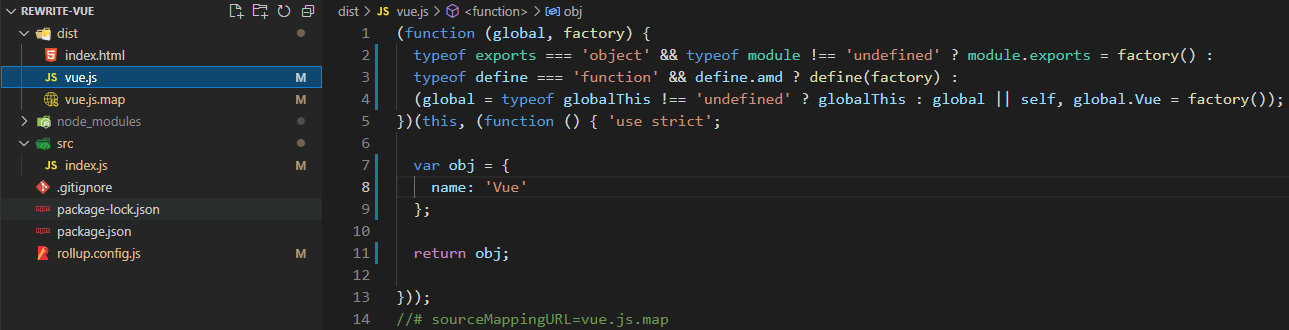 REWRITE-VUE
dist
index.html
JS vue.js M
vue.js.map M
node_modules
src
JS index.js M
.gitignore
package-lock.json
package.json
rollup.config.js M
dist > JS vue.js > <function> > obj
1 (function (global, factory) {
2 typeof exports === 'object' && typeof module !== 'undefined' ? module.exports = factory() :
3 typeof define === 'function' && define.amd ? define(factory) :
4 (global = typeof globalThis !== 'undefined' ? globalThis : global || self, global.Vue = factory());
5 })(this, (function () { 'use strict';
6
7 var obj = {
8 name: 'Vue'
9 };
10
11 return obj;
12
13 }));
14 //# sourceMappingURL=vue.js.map